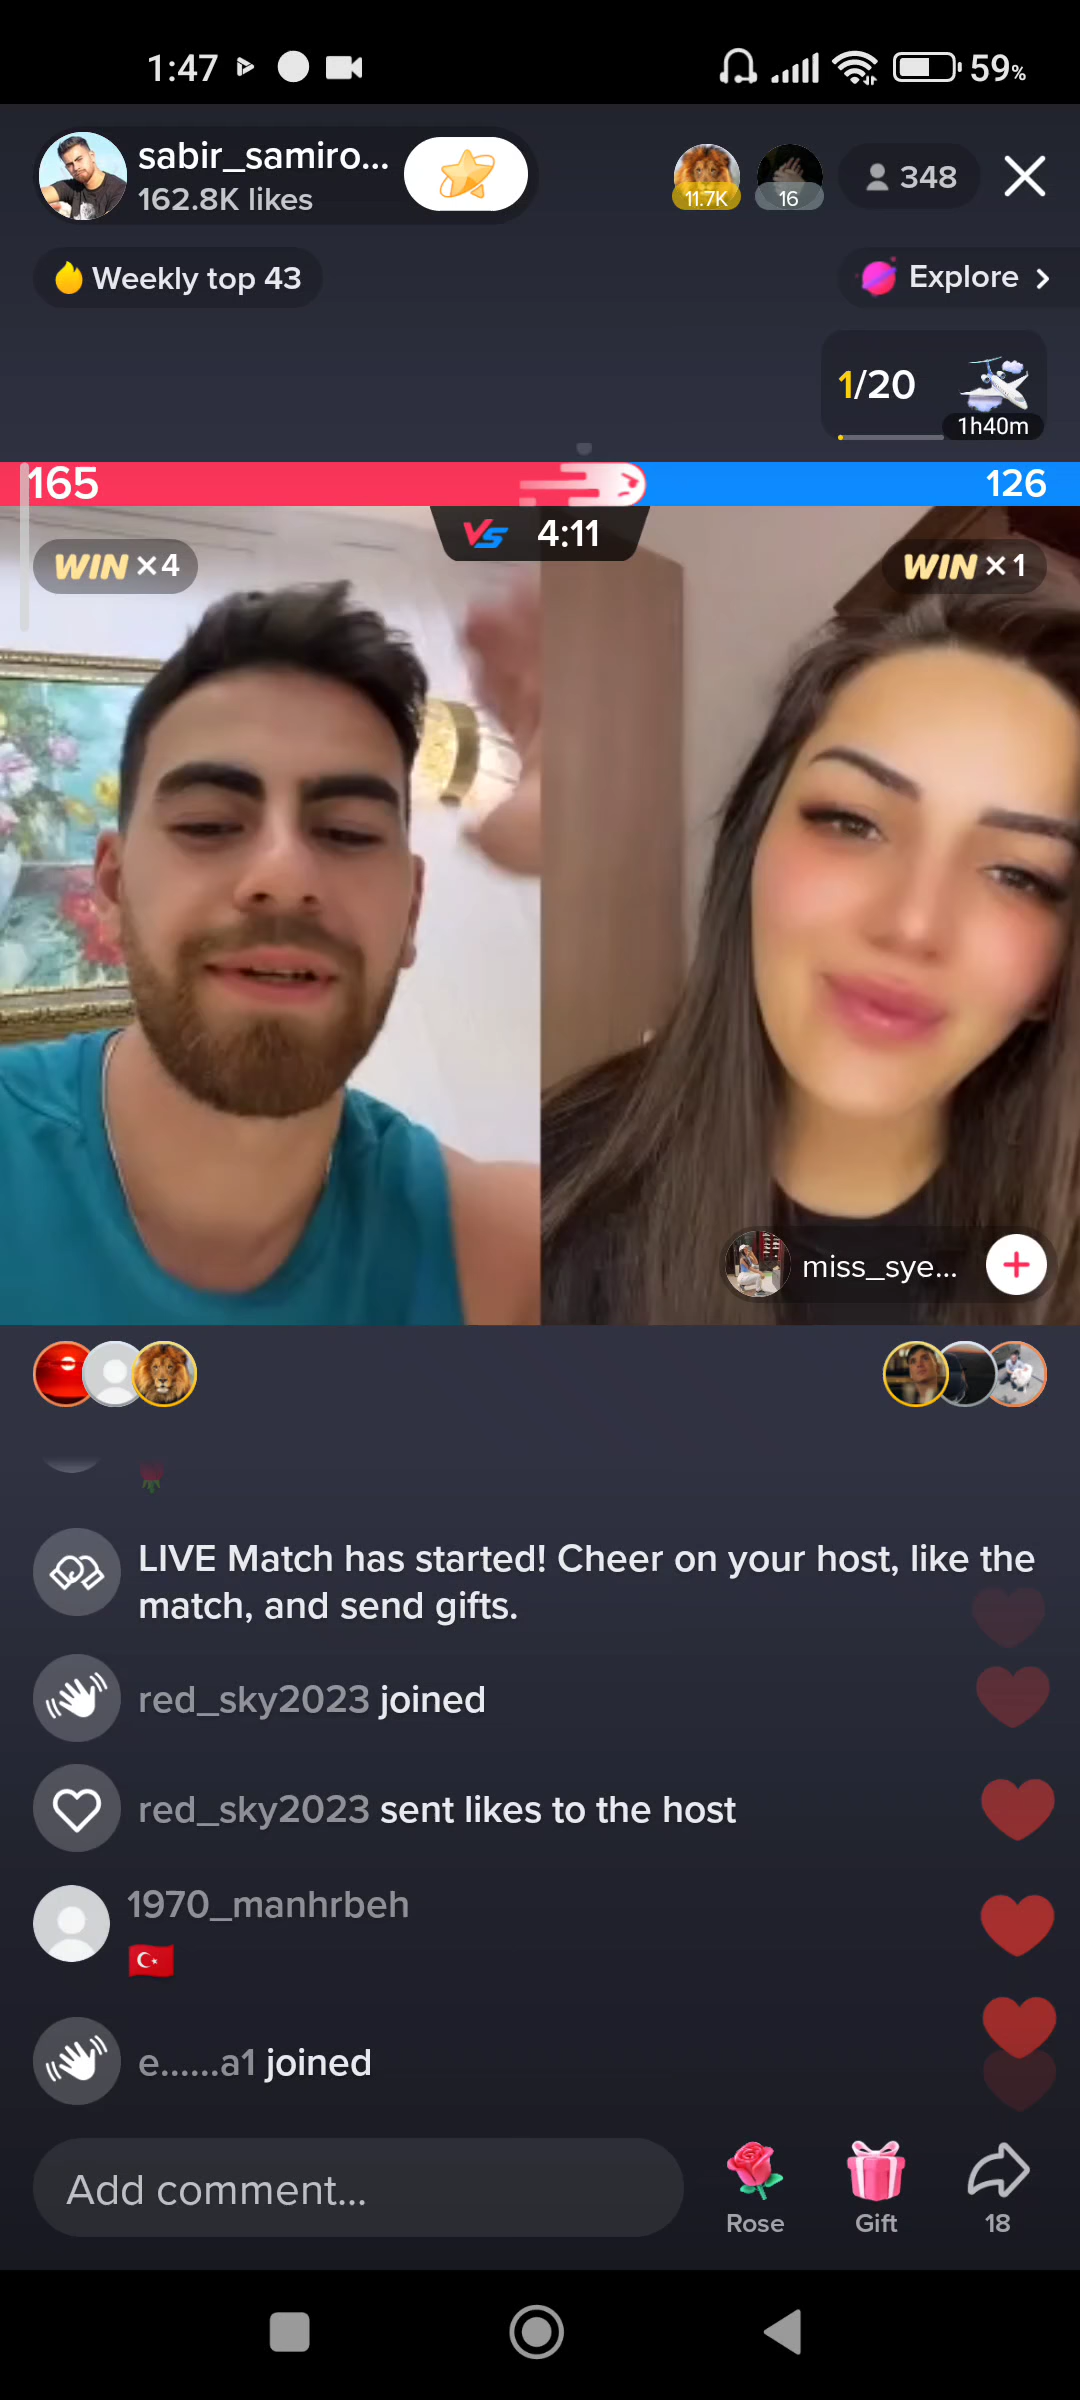 1:47
59%
sabir_samiro...
162.8K likes
11.7K
16
348
Weekly top 43
Explore
1/20
1h40m
165
126
VS 4:11
WIN ×4
WIN ×1
miss_sye...
LIVE Match has started! Cheer on your host, like the
match, and send gifts.
red_sky2023 joined
red_sky2023 sent likes to the host
1970_manhrbeh
e......a1 joined
Add comment...
Rose
Gift
18